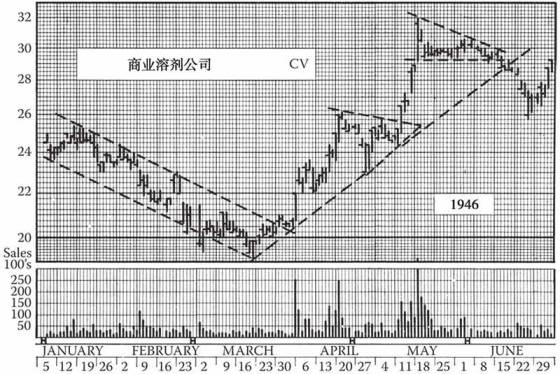 32
商业溶剂公司 CV
30
28
26
24
22
1946
20
Sales
100's
250
200
150
100
50
JANUARY FEBRUARY MARCH APRIL MAY JUNE
5 12 19 26 2 9 16 23 2 9 16 23 30 6 13 20 27 4 11 18 25 1 8 15 22 29